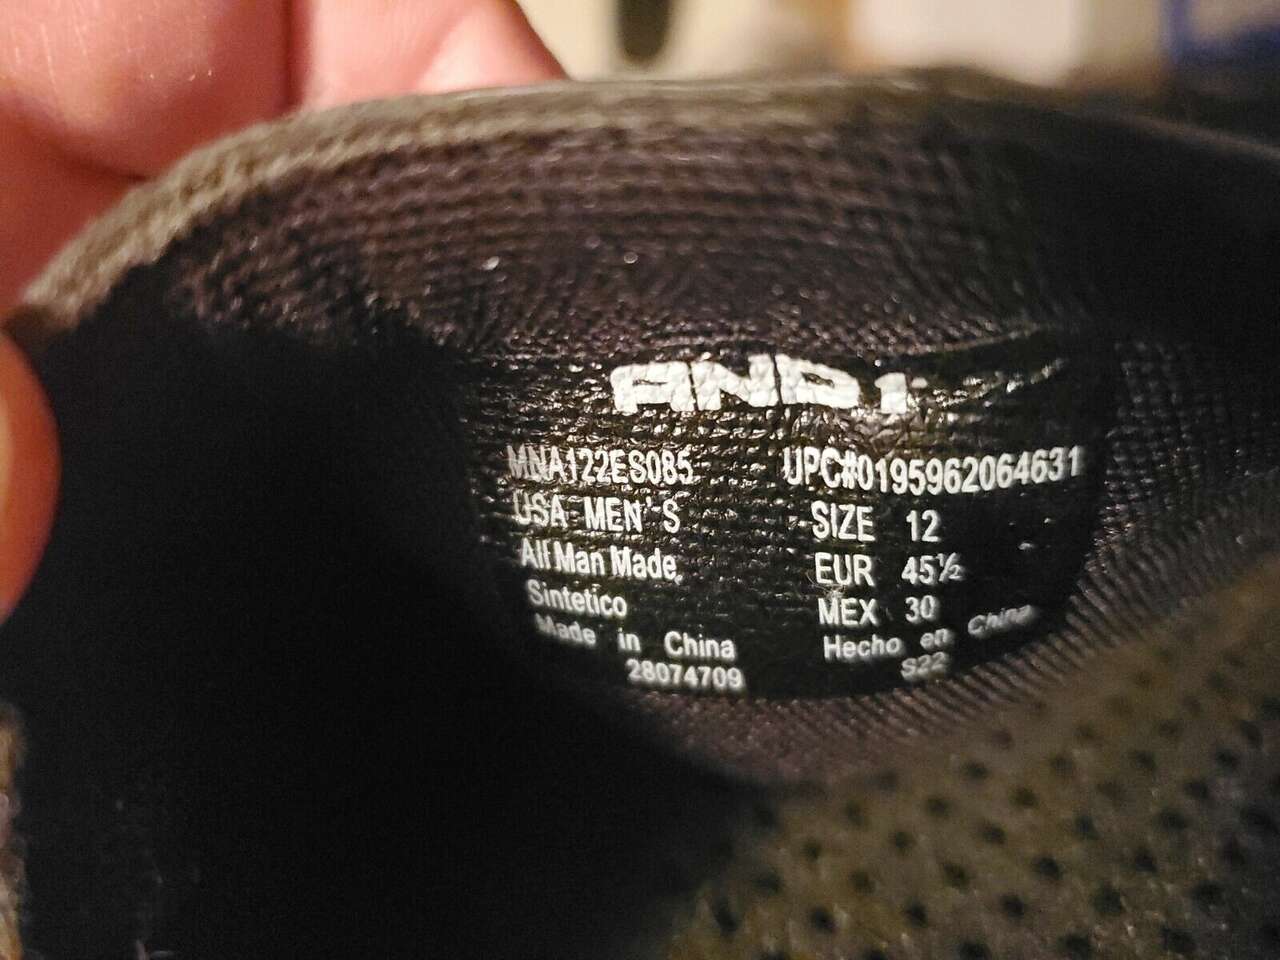 AND1
MNA122ES085 UPC#0195962064631
USA MEN'S SIZE 12
All Man Made, EUR 45½
Sintetico MEX 30
Made in China Hecho en China
28074709 S22